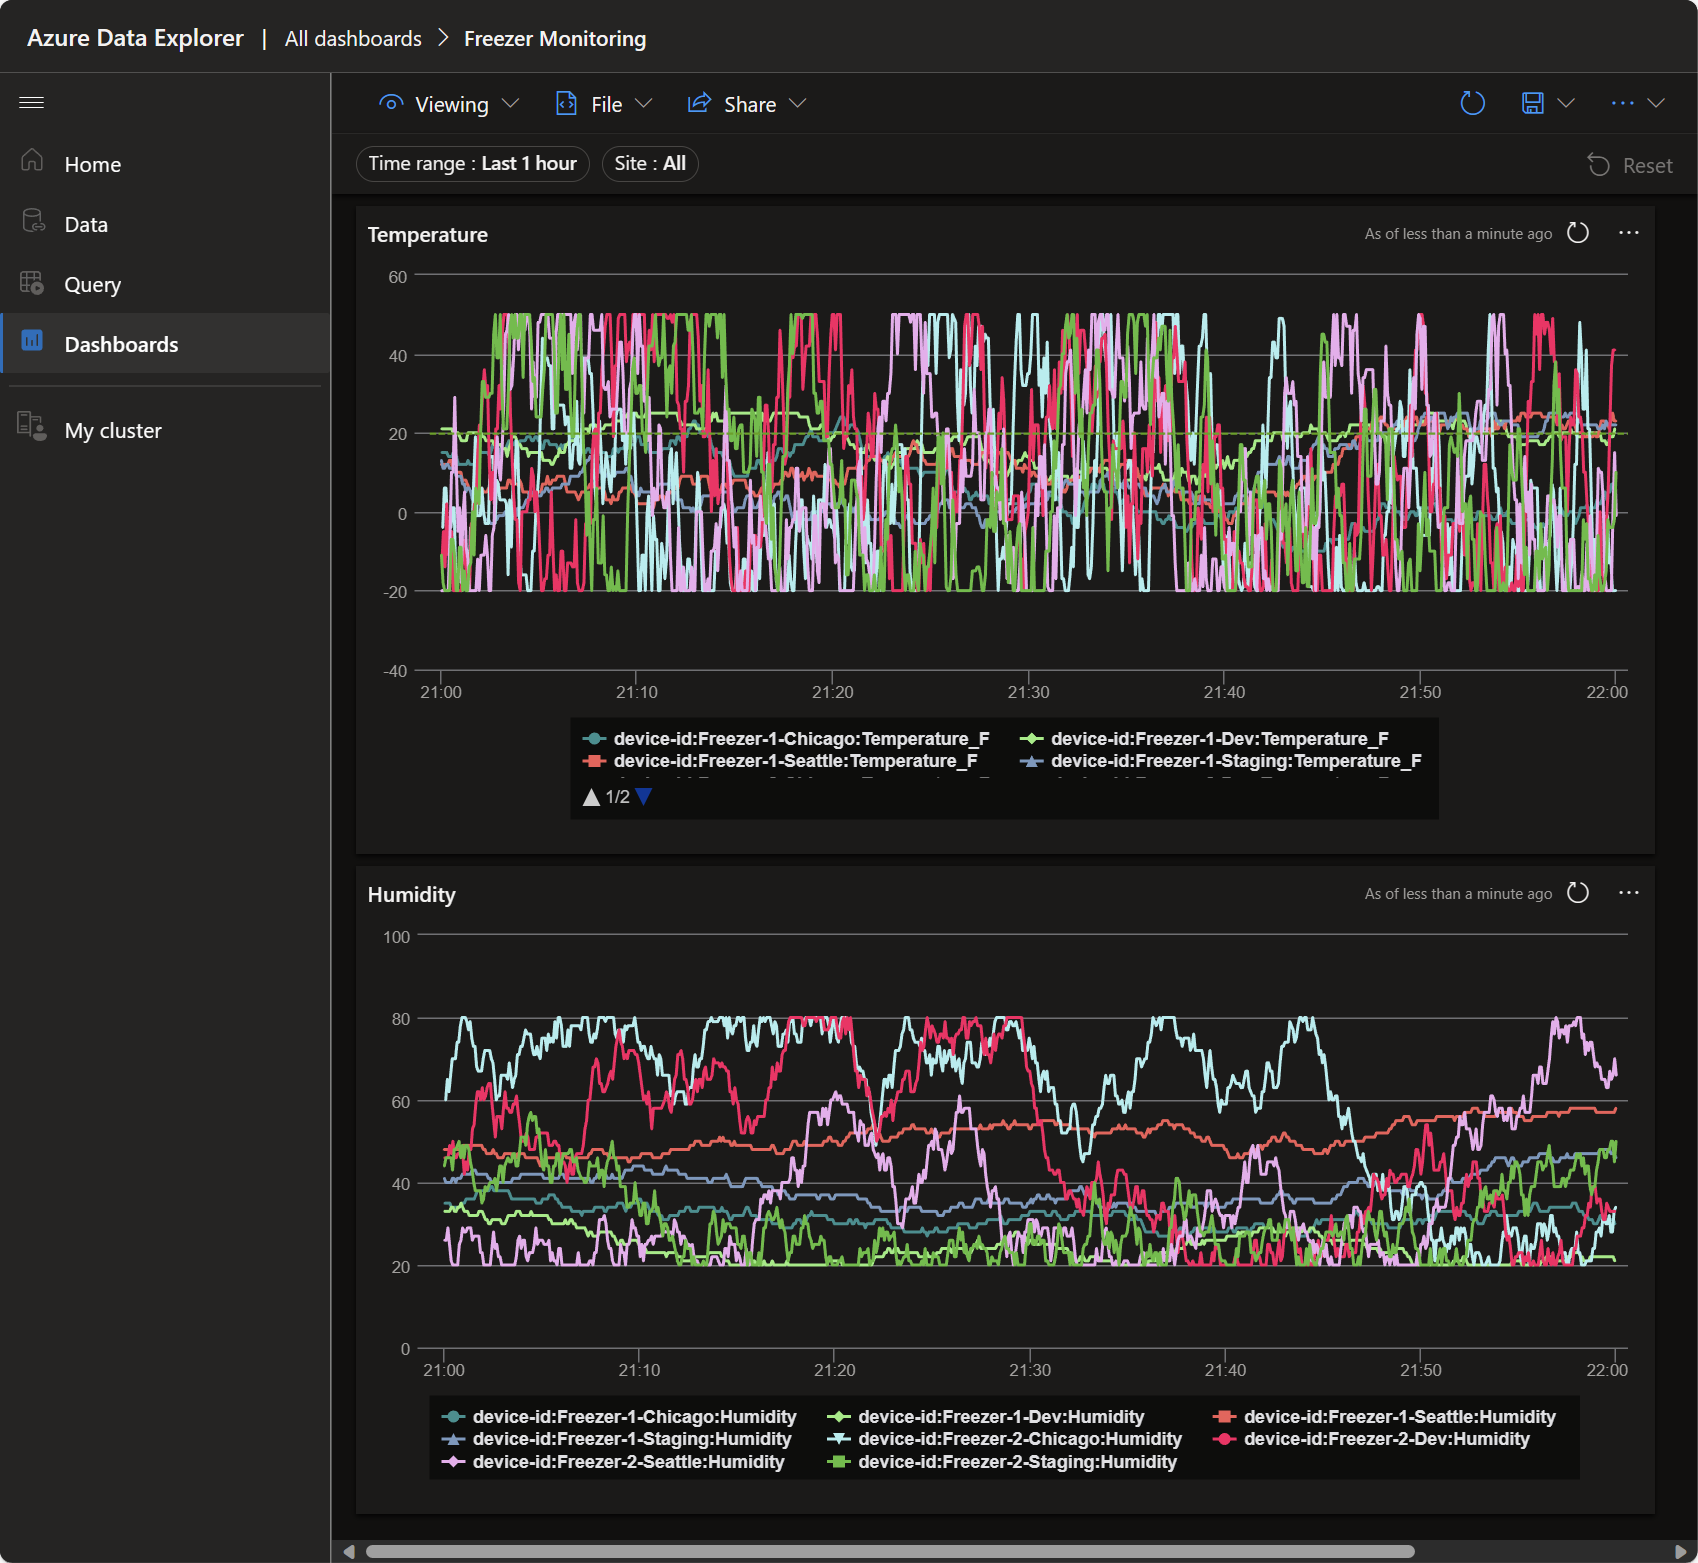 Azure Data Explorer | All dashboards > Freezer Monitoring
Viewing File Share
Home
Data
Query
Dashboards
My cluster
Time range : Last 1 hour Site : All Reset
Temperature As of less than a minute ago
60
40
20
0
-20
-40
21:00 21:10 21:20 21:30 21:40 21:50 22:00
device-id:Freezer-1-Chicago:Temperature_F device-id:Freezer-1-Dev:Temperature_F
device-id:Freezer-1-Seattle:Temperature_F device-id:Freezer-1-Staging:Temperature_F
1/2
Humidity As of less than a minute ago
100
80
60
40
20
0
21:00 21:10 21:20 21:30 21:40 21:50 22:00
device-id:Freezer-1-Chicago:Humidity device-id:Freezer-1-Dev:Humidity device-id:Freezer-1-Seattle:Humidity
device-id:Freezer-1-Staging:Humidity device-id:Freezer-2-Chicago:Humidity device-id:Freezer-2-Dev:Humidity
device-id:Freezer-2-Seattle:Humidity device-id:Freezer-2-Staging:Humidity